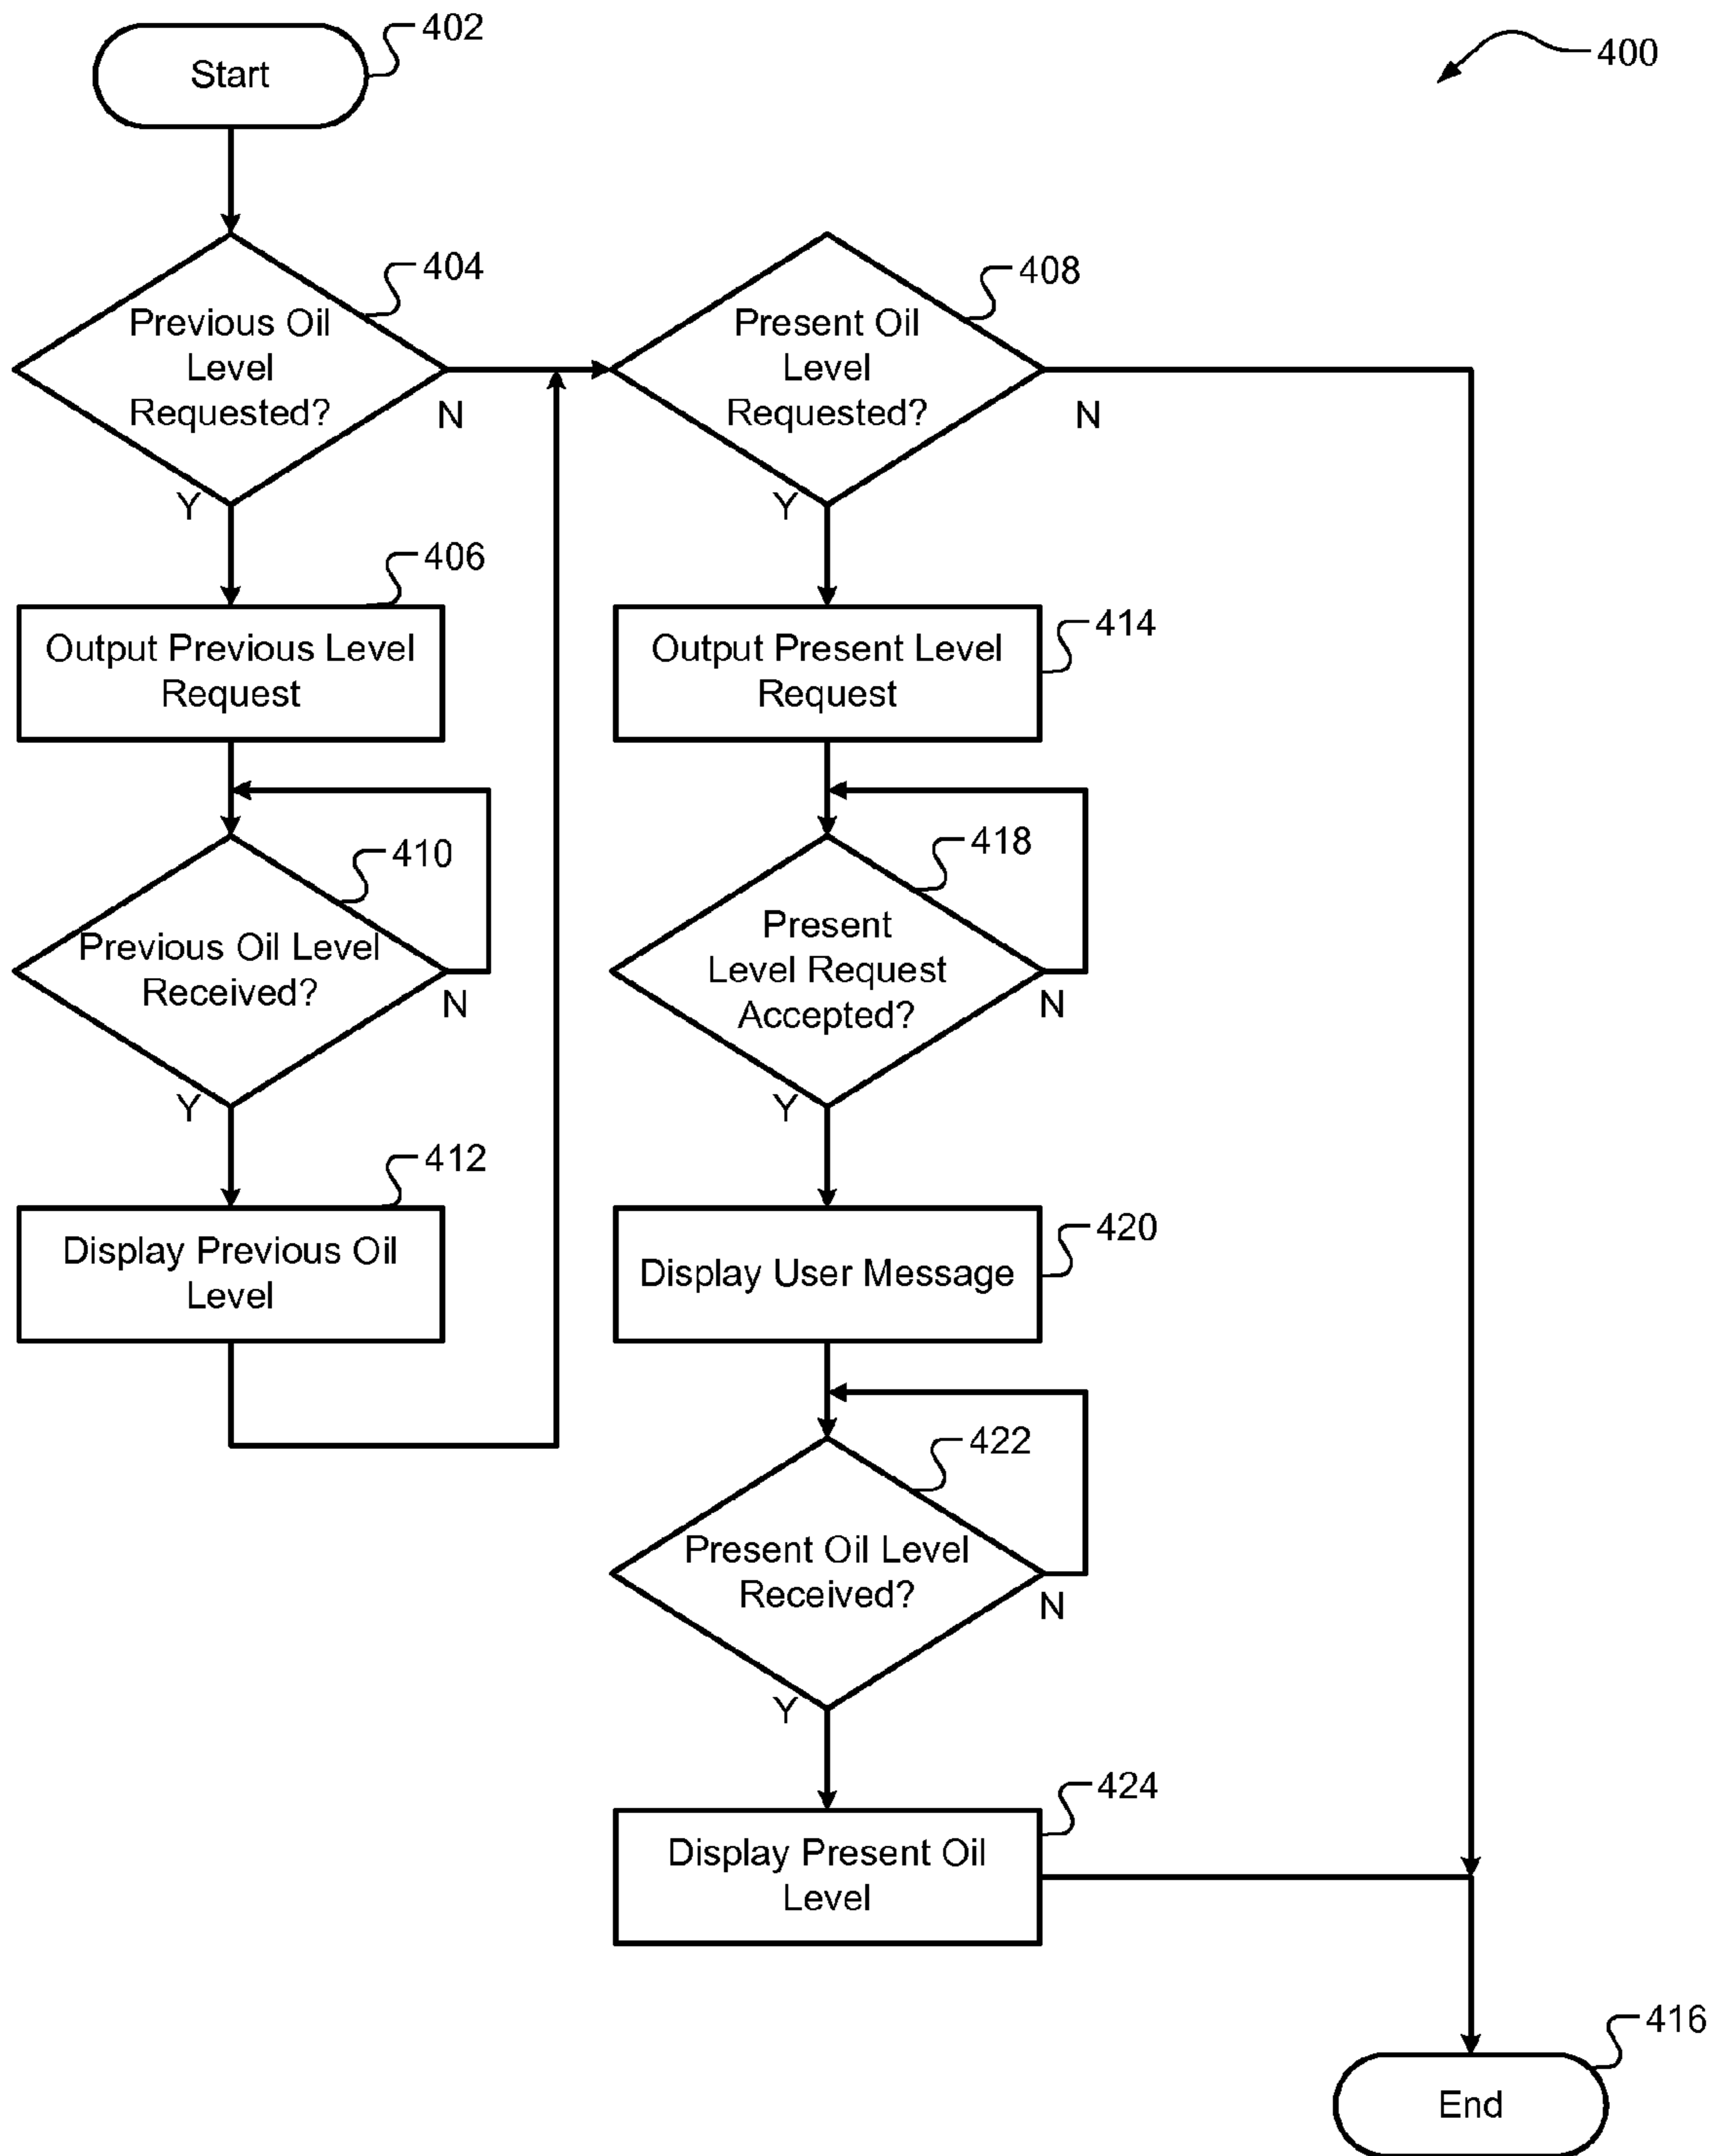 402
Start
400
404
Previous Oil
Level
Requested?
N
Y
408
Present Oil
Level
Requested?
N
Y
406
Output Previous Level
Request
414
Output Present Level
Request
410
Previous Oil Level
Received?
N
Y
418
Present
Level Request
Accepted?
N
Y
412
Display Previous Oil
Level
420
Display User Message
422
Present Oil Level
Received?
N
Y
424
Display Present Oil
Level
416
End